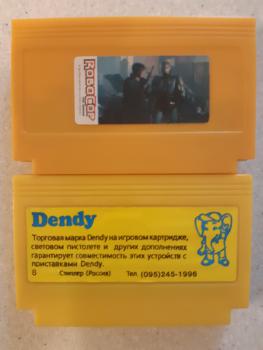 ROBOCOP
Dendy
Торговая марка Dendy на игровом картридже,
световом пистолете и других дополнениях
гарантирует совместимость этих устройств с
приставками Dendy.
8 Стиплер (Россия) Тел. (095)245-1996